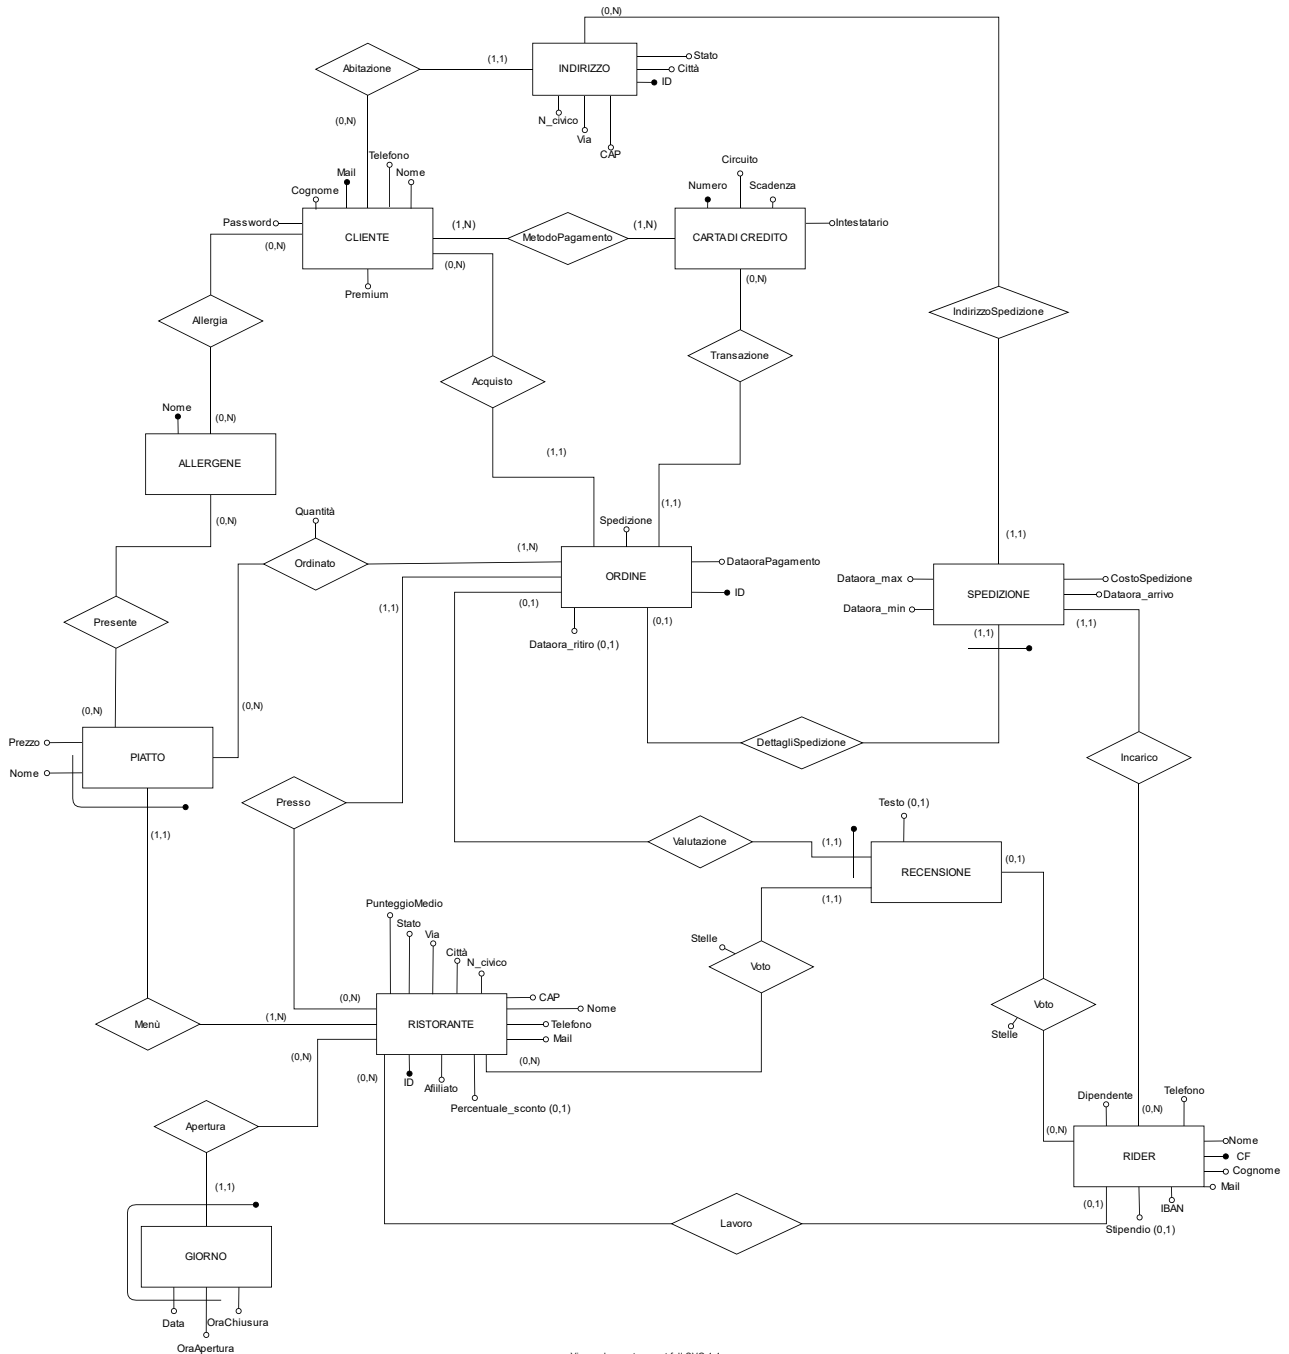 (0,N)
Stato
(1,1)
Abitazione
INDIRIZZO
Città
ID
(0,N)
N_civico
Via
CAP
Telefono
Circuito
Mail
Nome
Cognome
Numero
Scadenza
Password
(1,N)
(1,N)
Intestatario
CLIENTE
MetodoPagamento
CARTA DI CREDITO
(0,N)
(0,N)
(0,N)
Premium
IndirizzoSpedizione
Allergia
Transazione
Acquisto
Nome
(0,N)
(1,1)
ALLERGENE
(1,1)
Quantità
(0,N)
Spedizione
(1,1)
(1,N)
Ordinato
DataoraPagamento
ORDINE
Dataora_max
CostoSpedizione
ID
SPEDIZIONE
Dataora_arrivo
(1,1)
(0,1)
Dataora_min
Presente
(0,1)
(1,1)
(1,1)
Dataora_ritiro (0,1)
(0,N)
(0,N)
Prezzo
DettagliSpedizione
PIATTO
Incarico
Nome
Presso
Testo (0,1)
(1,1)
Valutazione
(1,1)
(0,1)
RECENSIONE
(1,1)
PunteggioMedio
Stato
Via
Stelle
Città
N_civico
Voto
(0,N)
CAP
Nome
Voto
(1,N)
Menù
RISTORANTE
Telefono
Stelle
Mail
(0,N)
(0,N)
(0,N)
ID
Afiiliato
Dipendente
Telefono
Percentuale_sconto (0,1)
(0,N)
Apertura
(0,N)
Nome
RIDER
CF
Cognome
(1,1)
Mail
(0,1)
IBAN
Lavoro
Stipendio (0,1)
GIORNO
Data
OraChiusura
OraApertura